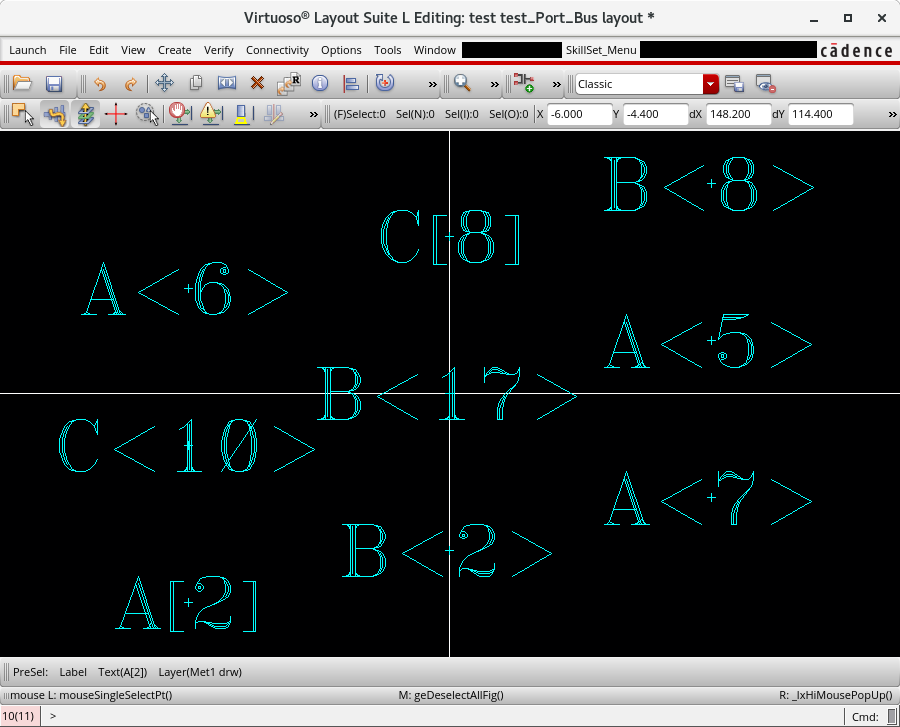 Virtuoso® Layout Suite L Editing: test test_Port_Bus layout *
Launch File Edit View Create Verify Connectivity Options Tools Window SkillSet_Menu cādence
Classic
(F)Select:0 Sel(N):0 Sel(I):0 Sel(O):0 X -6.000 Y -4.400 dX 148.200 dY 114.400
B<8>
C[8]
A<6>
A<5>
B<17>
C<10>
A<7>
B<2>
A[2]
PreSel: Label Text(A[2]) Layer(Met1 drw)
mouse L: mouseSingleSelectPt() M: geDeselectAllFig() R: _lxHiMousePopUp()
10(11) > Cmd: